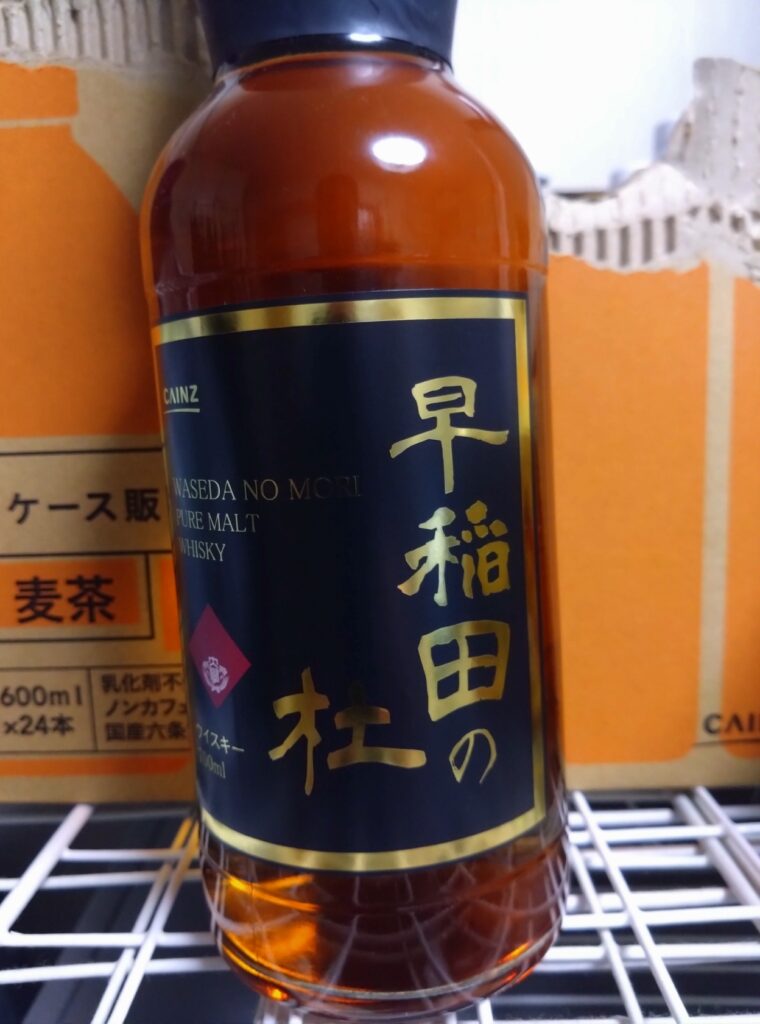 CAINZ
WASEDA NO MORI
PURE MALT
WHISKY
早稲田の
杜
ウイスキー
ケース販
麦茶
600ml
×24本
乳化剤不
ノンカフェ
国産六条